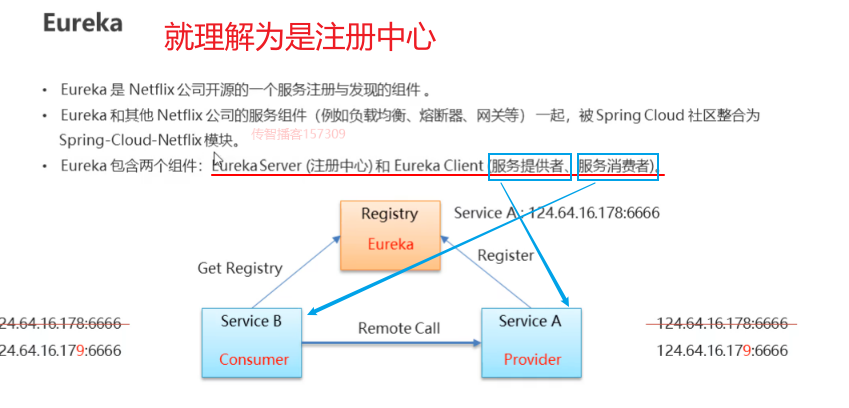 Eureka
就理解为是注册中心
• Eureka 是 Netflix 公司开源的一个服务注册与发现的组件 。
• Eureka 和其他 Netflix 公司的服务组件（例如负载均衡、熔断器、网关等） 一起，被 Spring Cloud 社区整合为
Spring-Cloud-Netflix 模块。
传智播客157309
• Eureka 包含两个组件：Eureka Server (注册中心) 和 Eureka Client (服务提供者、服务消费者)。
Registry
Eureka
Service A : 124.64.16.178:6666
Get Registry
Register
Service B
Consumer
Remote Call
Service A
Provider
24.64.16.178:6666
24.64.16.179:6666
124.64.16.178:6666
124.64.16.179:6666